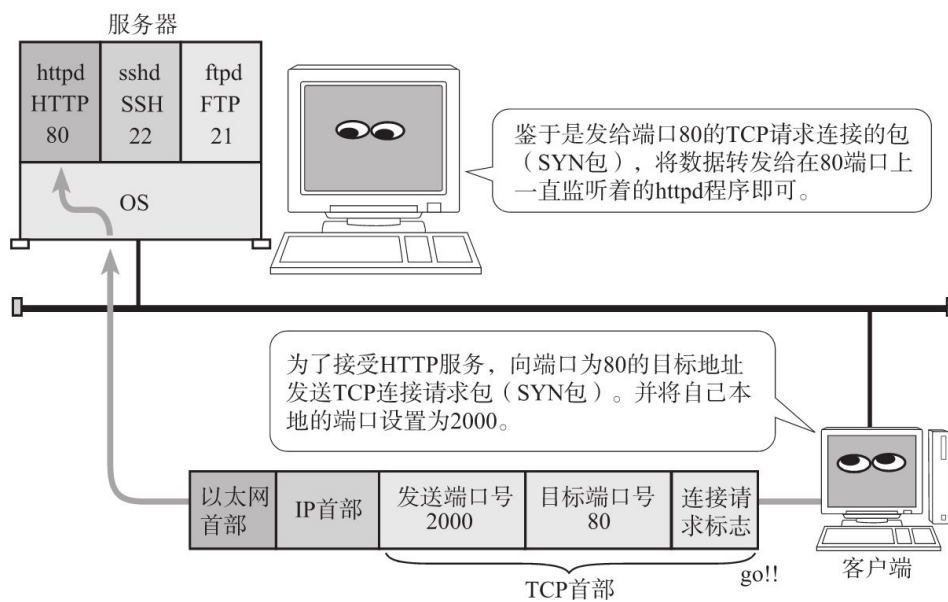 服务器
httpd
HTTP
80
sshd
SSH
22
ftpd
FTP
21
OS
鉴于是发给端口80的TCP请求连接的包
（SYN包），将数据转发给在80端口上
一直监听着的httpd程序即可。
为了接受HTTP服务，向端口为80的目标地址
发送TCP连接请求包（SYN包）。并将自己本
地的端口设置为2000。
以太网
首部
IP首部
发送端口号
2000
目标端口号
80
连接请
求标志
TCP首部
go!!
客户端